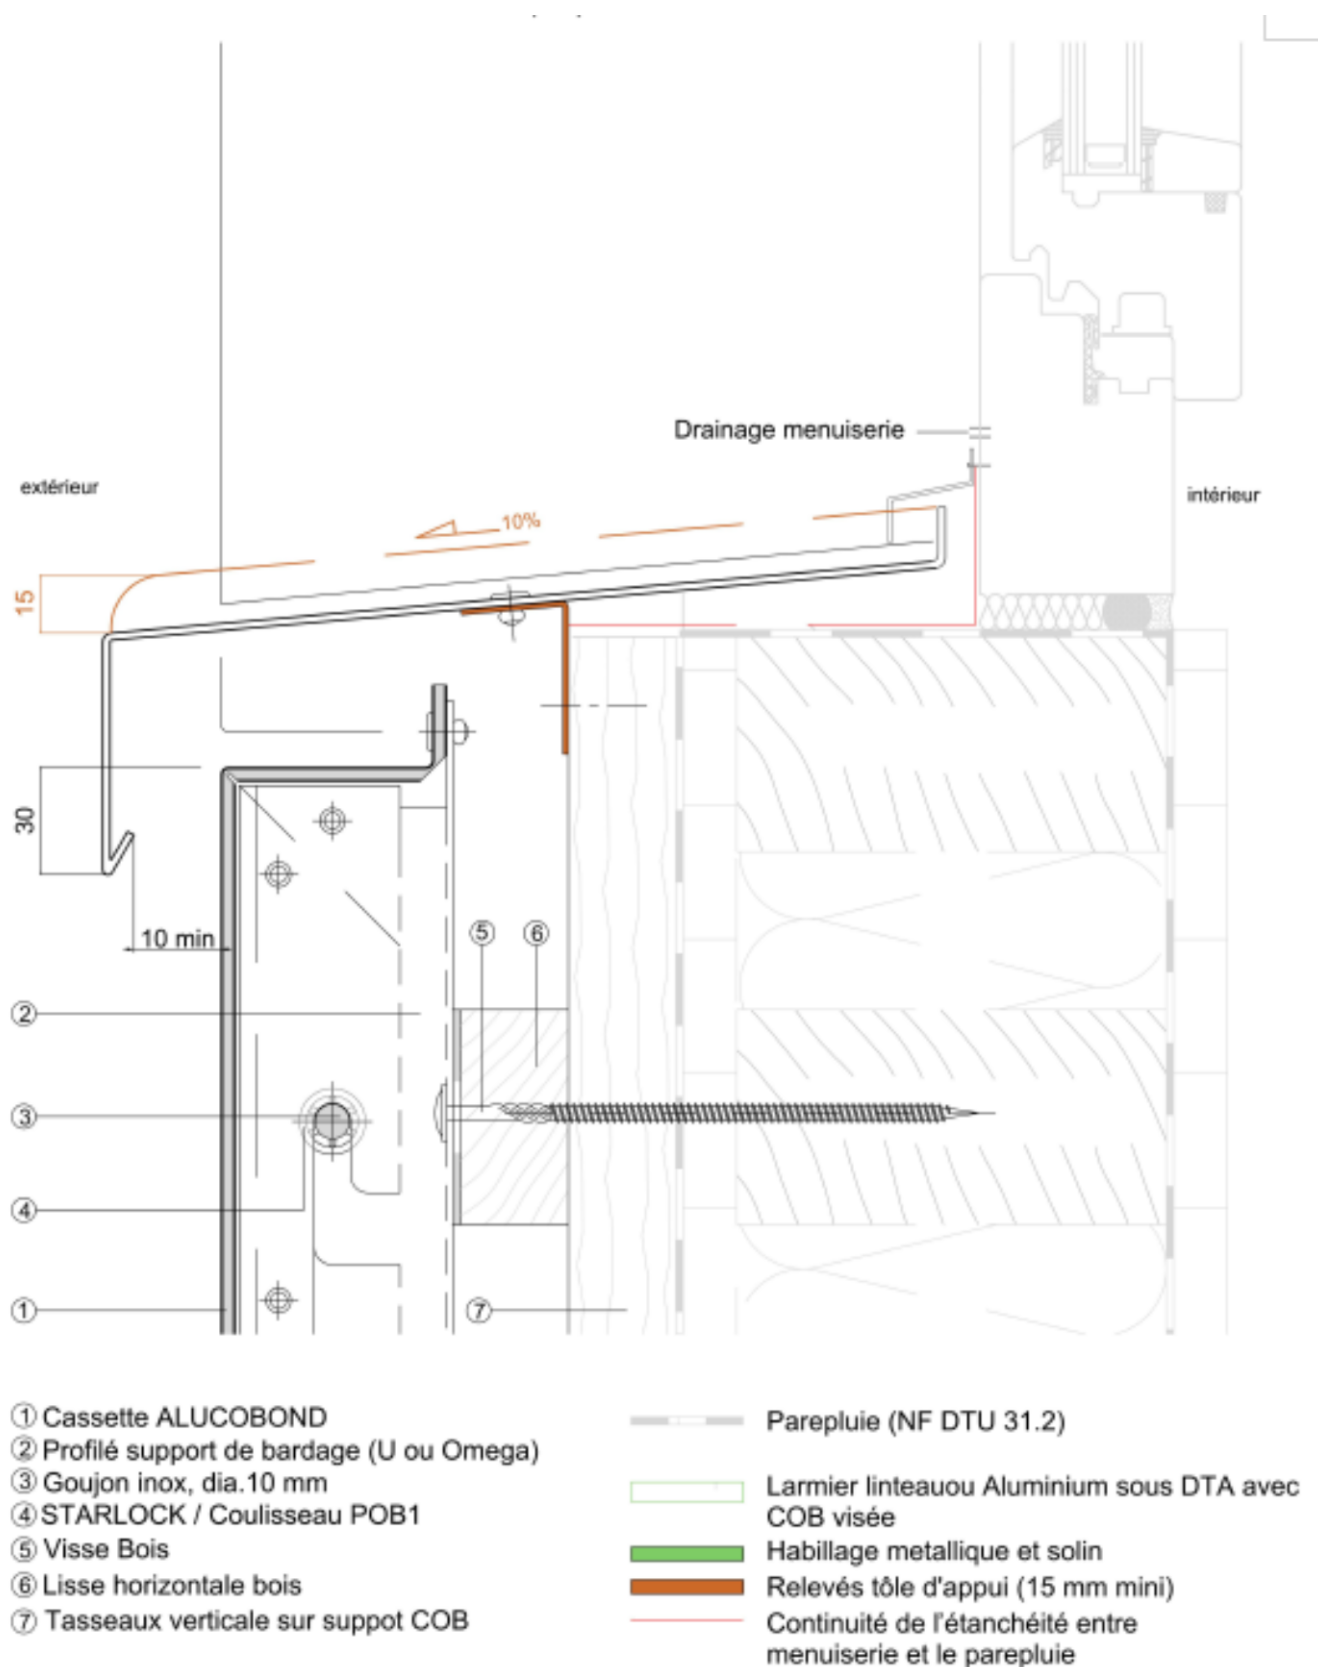 Drainage menuiserie
extérieur
intérieur
10%
15
30
10 min
⑤
⑥
②
③
④
①
⑦
① Cassette ALUCOBOND
② Profilé support de bardage (U ou Omega)
③ Goujon inox, dia.10 mm
④ STARLOCK / Coulisseau POB1
⑤ Visse Bois
⑥ Lisse horizontale bois
⑦ Tasseaux verticale sur suppot COB
Parepluie (NF DTU 31.2)
Larmier linteauou Aluminium sous DTA avec
COB visée
Habillage metallique et solin
Relevés tôle d'appui (15 mm mini)
Continuité de l'étanchéité entre
menuiserie et le parepluie